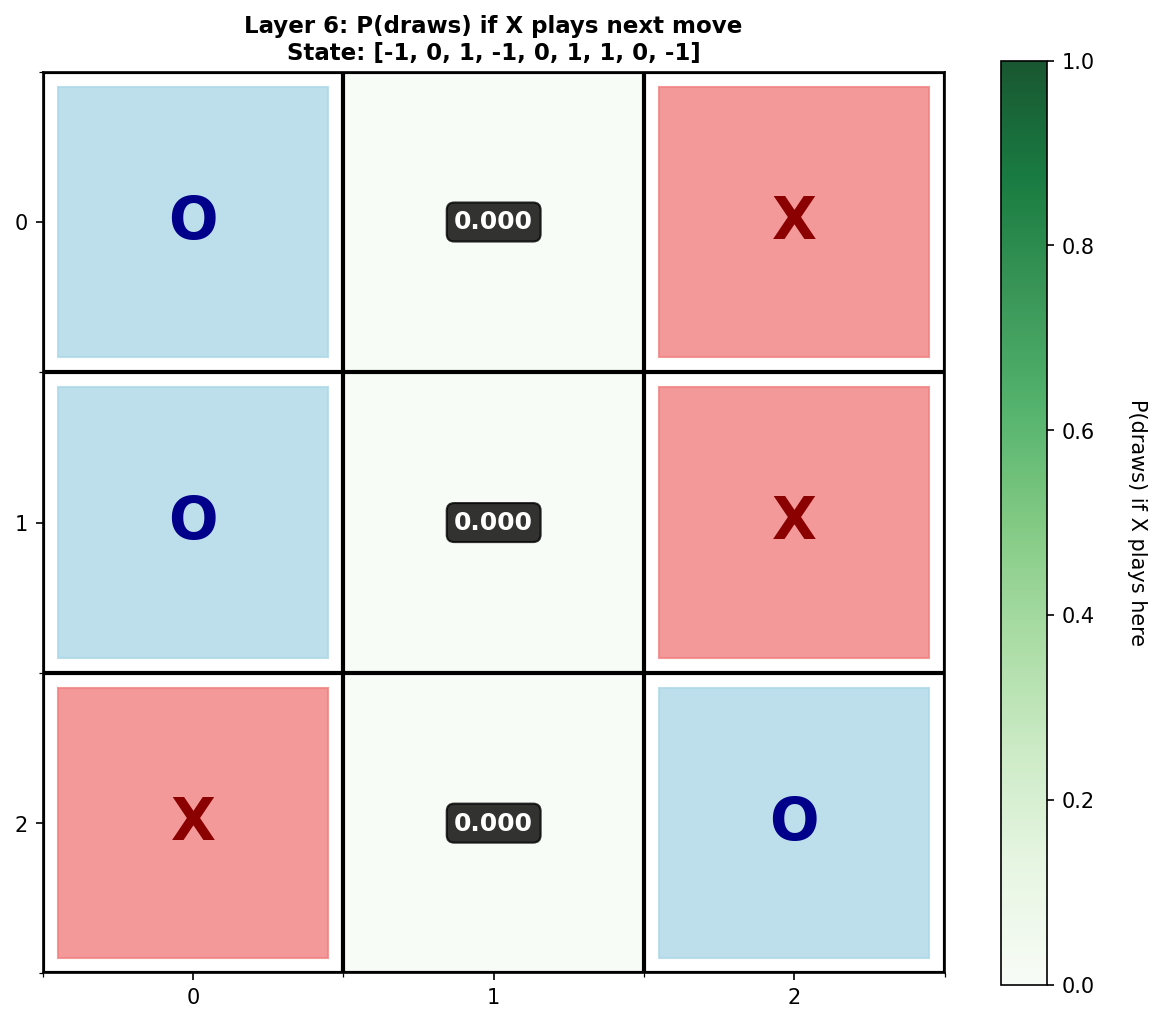 Layer 6: P(draws) if X plays next move
State: [-1, 0, 1, -1, 0, 1, 1, 0, -1]
O
0.000
X
O
0.000
X
X
0.000
O
0
1
2
0
1
2
1.0
0.8
0.6
0.4
0.2
0.0
P(draws) if X plays here